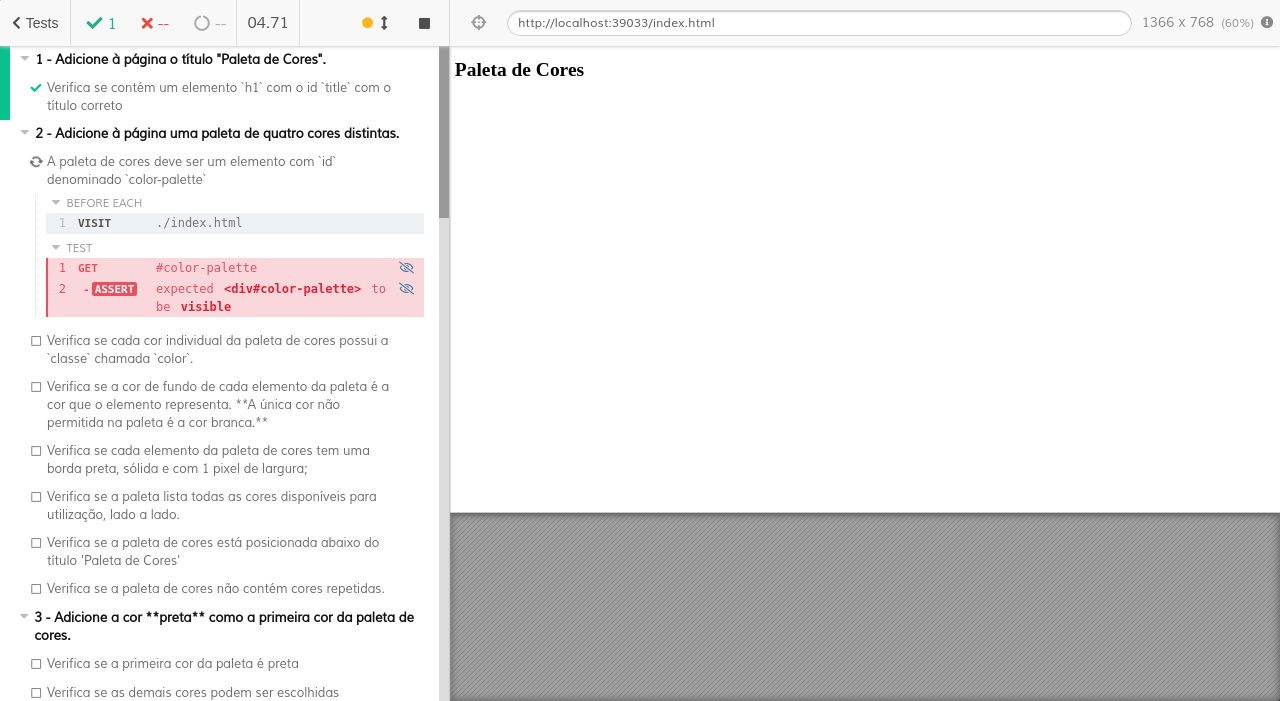 Tests 1 -- -- 04.71
http://localhost:39033/index.html 1366 x 768 (60%)
1 - Adicione à página o título "Paleta de Cores".
Verifica se contém um elemento `h1` com o id `title` com o
título correto
2 - Adicione à página uma paleta de quatro cores distintas.
A paleta de cores deve ser um elemento com `id`
denominado `color-palette`
BEFORE EACH
1 VISIT ./index.html
TEST
1 GET #color-palette
2 -ASSERT expected <div#color-palette> to
be visible
Verifica se cada cor individual da paleta de cores possui a
`classe` chamada `color`.
Verifica se a cor de fundo de cada elemento da paleta é a
cor que o elemento representa. **A única cor não
permitida na paleta é a cor branca.**
Verifica se cada elemento da paleta de cores tem uma
borda preta, sólida e com 1 pixel de largura;
Verifica se a paleta lista todas as cores disponíveis para
utilização, lado a lado.
Verifica se a paleta de cores está posicionada abaixo do
título 'Paleta de Cores'
Verifica se a paleta de cores não contém cores repetidas.
3 - Adicione a cor **preta** como a primeira cor da paleta de
cores.
Verifica se a primeira cor da paleta é preta
Verifica se as demais cores podem ser escolhidas
Paleta de Cores